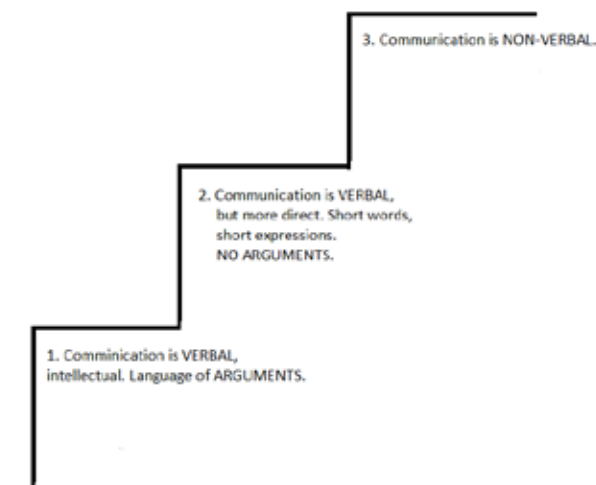 3. Communication is NON-VERBAL.
2. Communication is VERBAL,
but more direct. Short words,
short expressions.
NO ARGUMENTS.
1. Comminication is VERBAL,
intellectual. Language of ARGUMENTS.